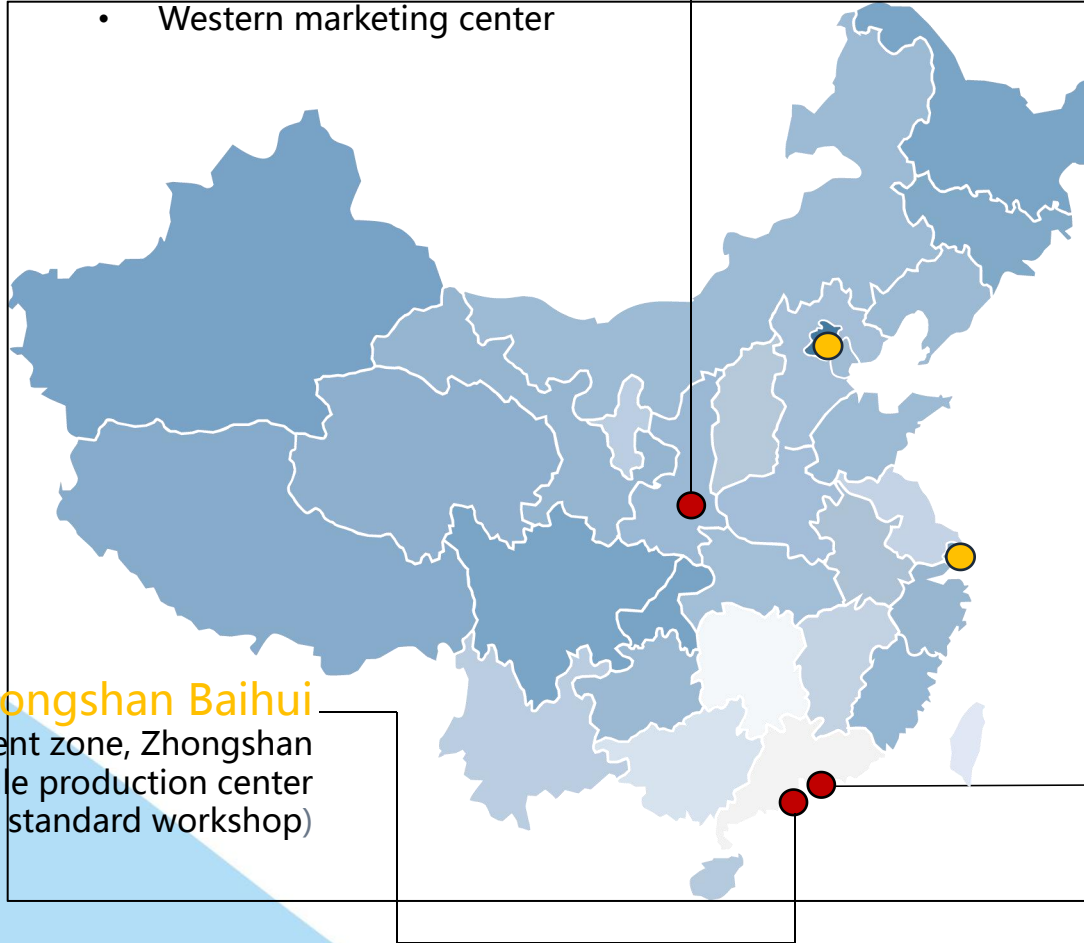 • Western marketing center
ongshan Baihui
ent zone, Zhongshan
le production center
standard workshop)